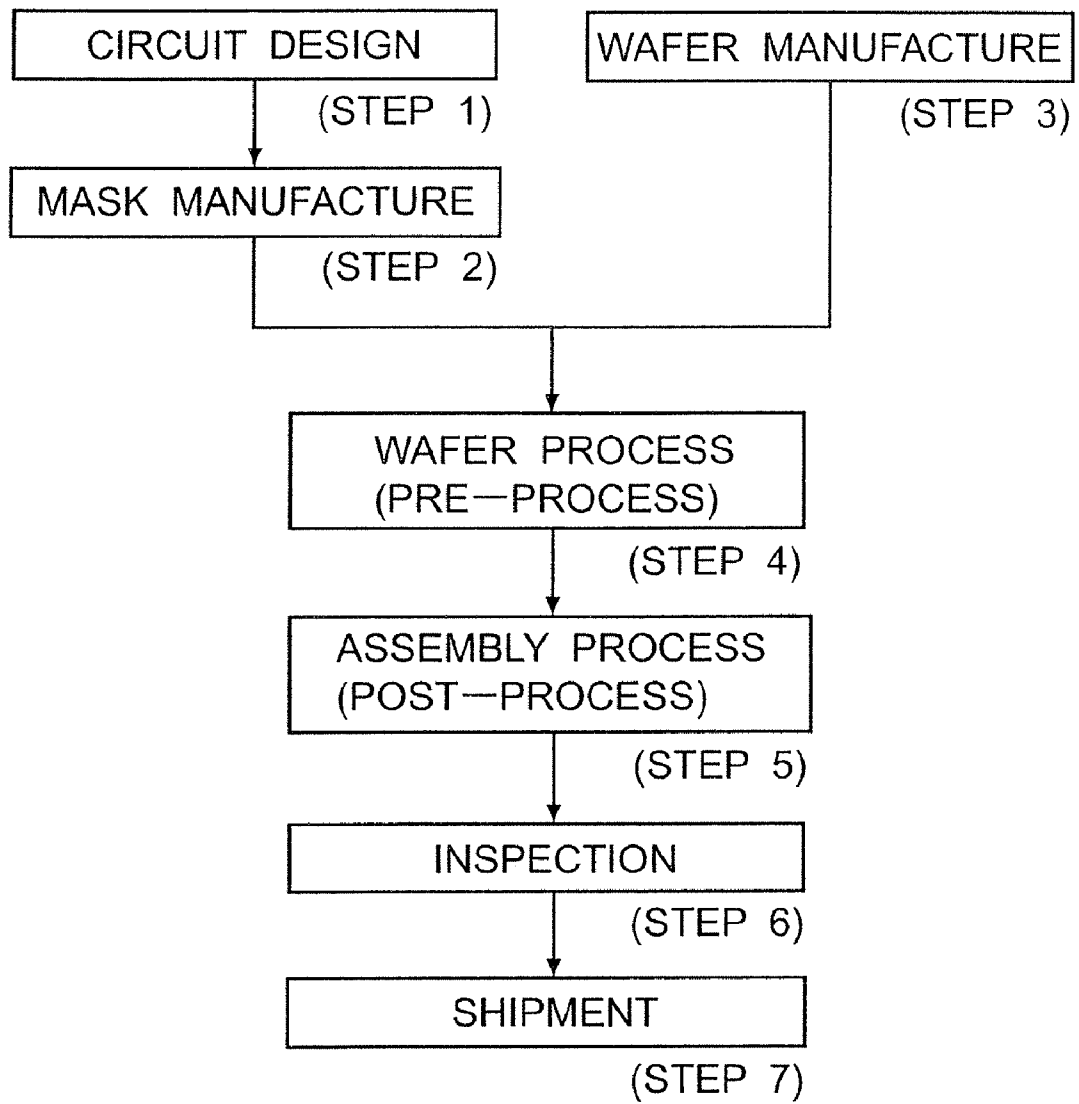 CIRCUIT DESIGN
(STEP 1)
WAFER MANUFACTURE
(STEP 3)
MASK MANUFACTURE
(STEP 2)
WAFER PROCESS
(PRE—PROCESS)
(STEP 4)
ASSEMBLY PROCESS
(POST—PROCESS)
(STEP 5)
INSPECTION
(STEP 6)
SHIPMENT
(STEP 7)